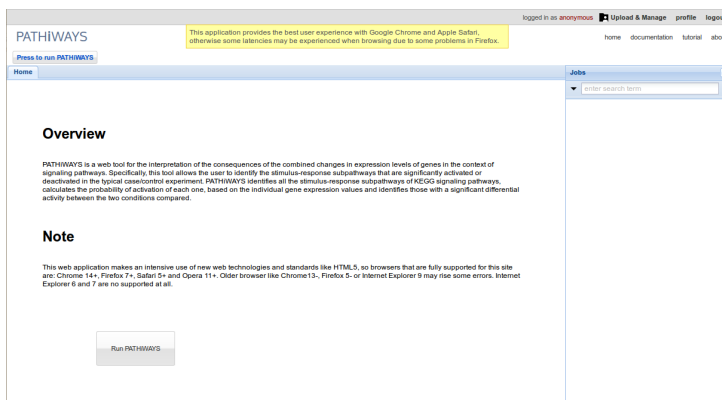 logged in as anonymous Upload & Manage profile
PATHiWAYS
This application provides the best user experience with Google Chrome and Apple Safari,
otherwise some latencies may be experienced when browsing due to some problems in Firefox.
home documentation tutorial
Press to run PATHiWAYS
Home
Jobs
enter search term
Overview
PATHiWAYS is a web tool for the interpretation of the consequences of the combined changes in expression levels of genes in the context of
signaling pathways. Specifically, this tool allows the user to identify the stimulus-response subpathways that are significantly activated or
deactivated in the typical case/control experiment. PATHiWAYS identifies all the stimulus-response subpathways of KEGG signaling pathways,
calculates the probability of activation of each one, based on the individual gene expression values and identifies those with a significant differential
activity between the two conditions compared.
Note
This web application makes an intensive use of new web technologies and standards like HTML5, so browsers that are fully supported for this site
are: Chrome 14+, Firefox 7+, Safari 5+ and Opera 11+. Older browser like Chrome13-, Firefox 5- or Internet Explorer 9 may rise some errors. Internet
Explorer 6 and 7 are no supported at all.
Run PATHiWAYS